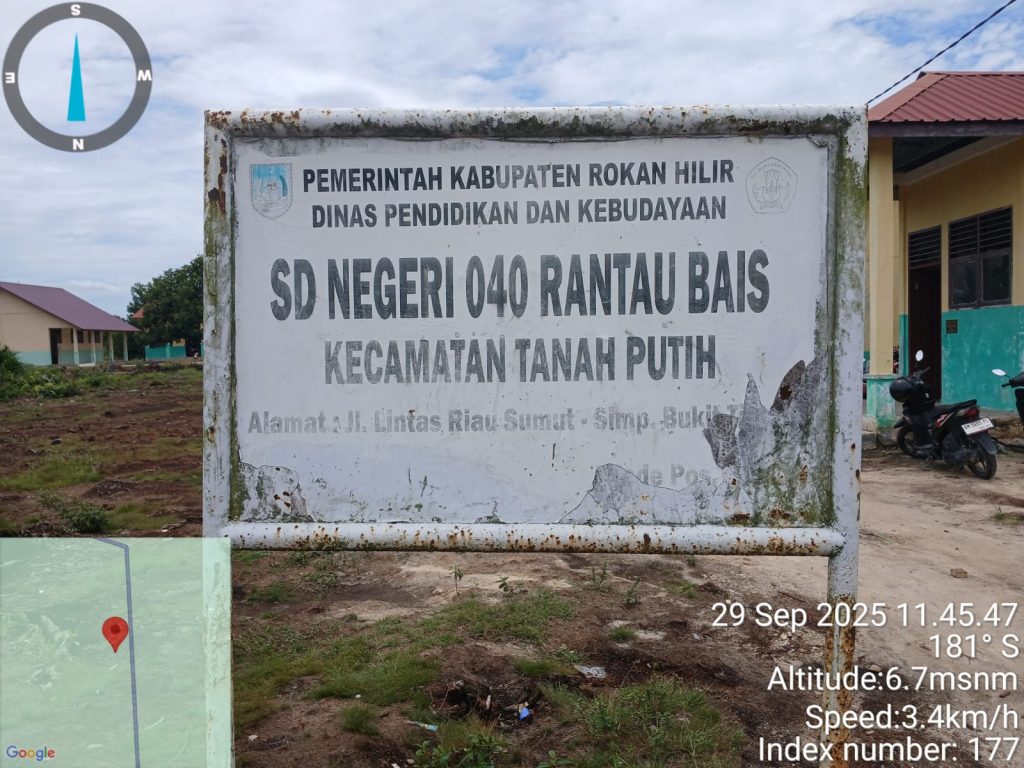 S
E
W
N
PEMERINTAH KABUPATEN ROKAN HILIR
DINAS PENDIDIKAN DAN KEBUDAYAAN
SD NEGERI 040 RANTAU BAIS
KECAMATAN TANAH PUTIH
Alamat : Jl. Lintas Riau Sumut - Simp. Bukit
Pos
29 Sep 2025 11.45.47
181° S
Altitude:6.7msnm
Speed:3.4km/h
Index number: 177
Google